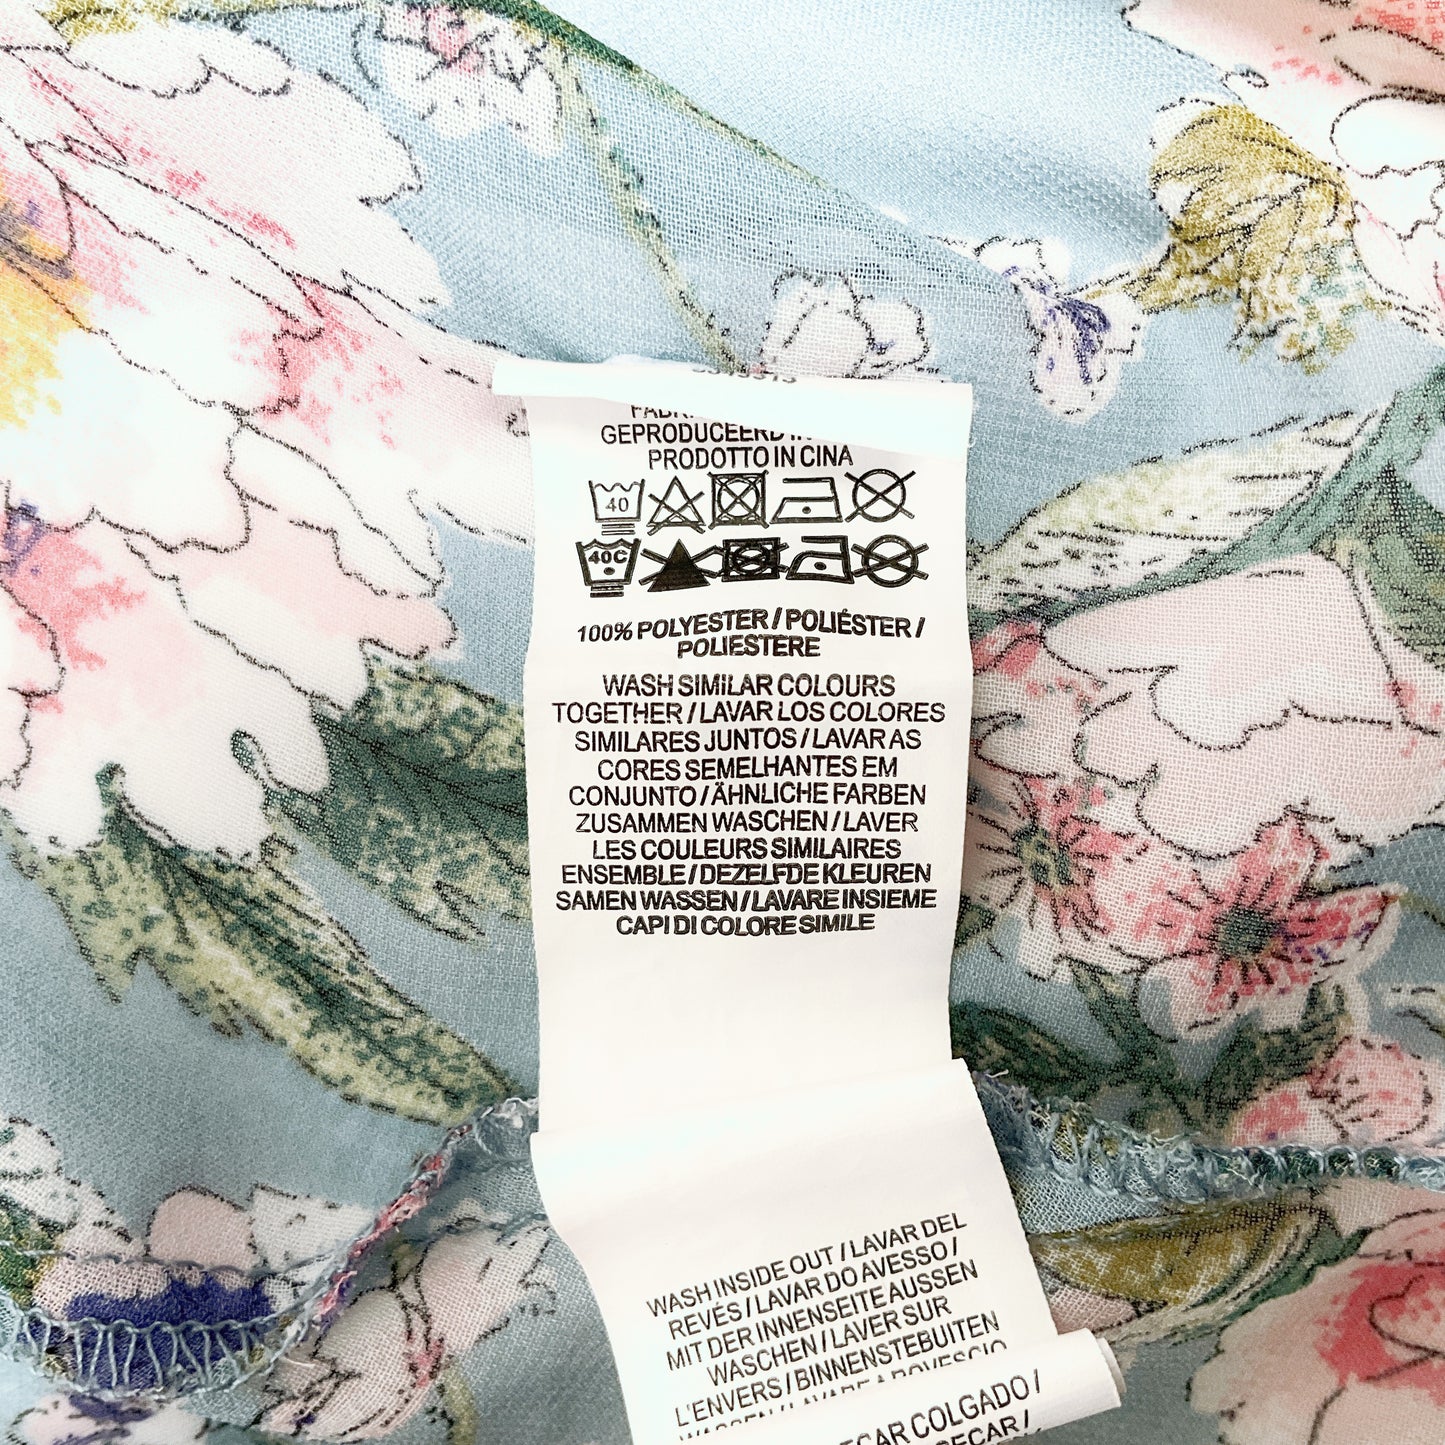 GEPRODUCEERD IN
PRODOTTO IN CINA
40
40C
100% POLYESTER / POLIÉSTER /
POLIESTERE
WASH SIMILAR COLOURS
TOGETHER / LAVAR LOS COLORES
SIMILARES JUNTOS / LAVAR AS
CORES SEMELHANTES EM
CONJUNTO / ÄHNLICHE FARBEN
ZUSAMMEN WASCHEN / LAVER
LES COULEURS SIMILAIRES
ENSEMBLE / DEZELFDE KLEUREN
SAMEN WASSEN / LAVARE INSIEME
CAPI DI COLORE SIMILE
WASH INSIDE OUT / LAVAR DEL
REVÉS / LAVAR DO AVESSO /
MIT DER INNENSEITE AUSSEN
WASCHEN / LAVER SUR
L'ENVERS / BINNENSTEBUITEN
WASSEN / LAVARE A ROVESCIO
COLGADO /